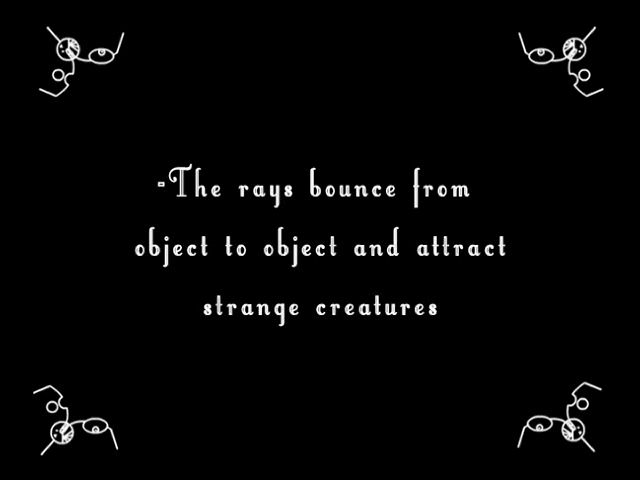 -The rays bounce from
object to object and attract
strange creatures